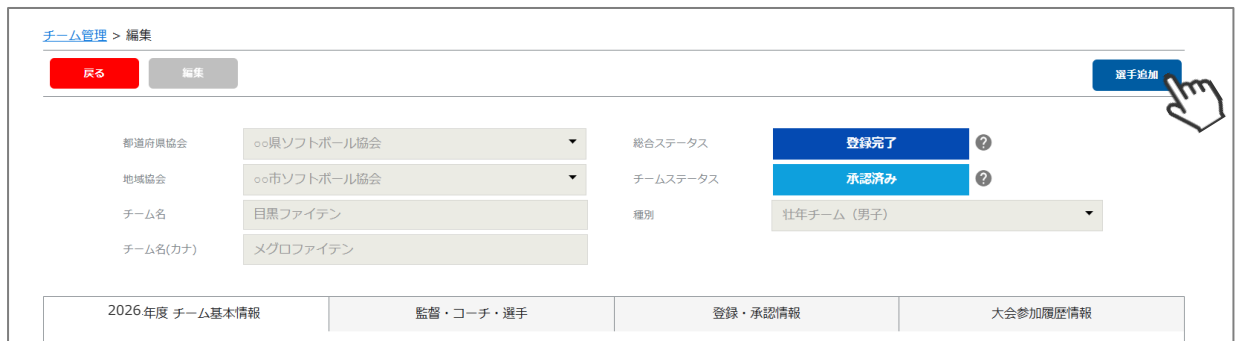 チーム管理 > 編集
戻る 編集 選手追加
都道府県協会 ○○県ソフトボール協会 総合ステータス 登録完了 ?
地域協会 ○○市ソフトボール協会 チームステータス 承認済み ?
チーム名 目黒ファイテン 種別 壮年チーム（男子）
チーム名(カナ) メグロファイテン
2026年度 チーム基本情報 監督・コーチ・選手 登録・承認情報 大会参加履歴情報